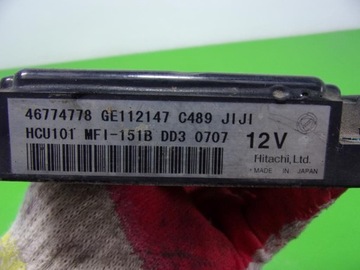 46774778 GE112147 C489 JIJI
HCU101 MFI-151B DD3 0707 12V
Hitachi, Ltd.
*MADE IN JAPAN